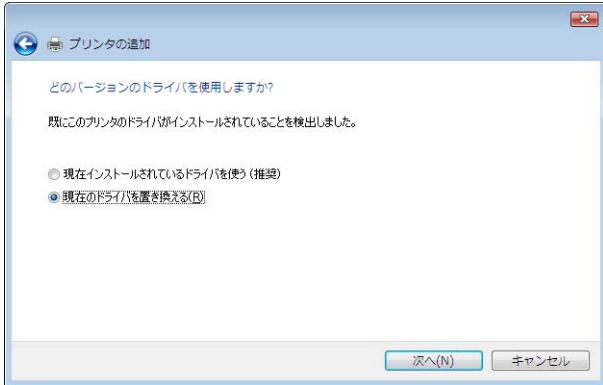 プリンタの追加
どのバージョンのドライバを使用しますか?
既にこのプリンタのドライバがインストールされていることを検出しました。
現在インストールされているドライバを使う(推奨)
現在のドライバを置き換える(R)
次へ(N) キャンセル